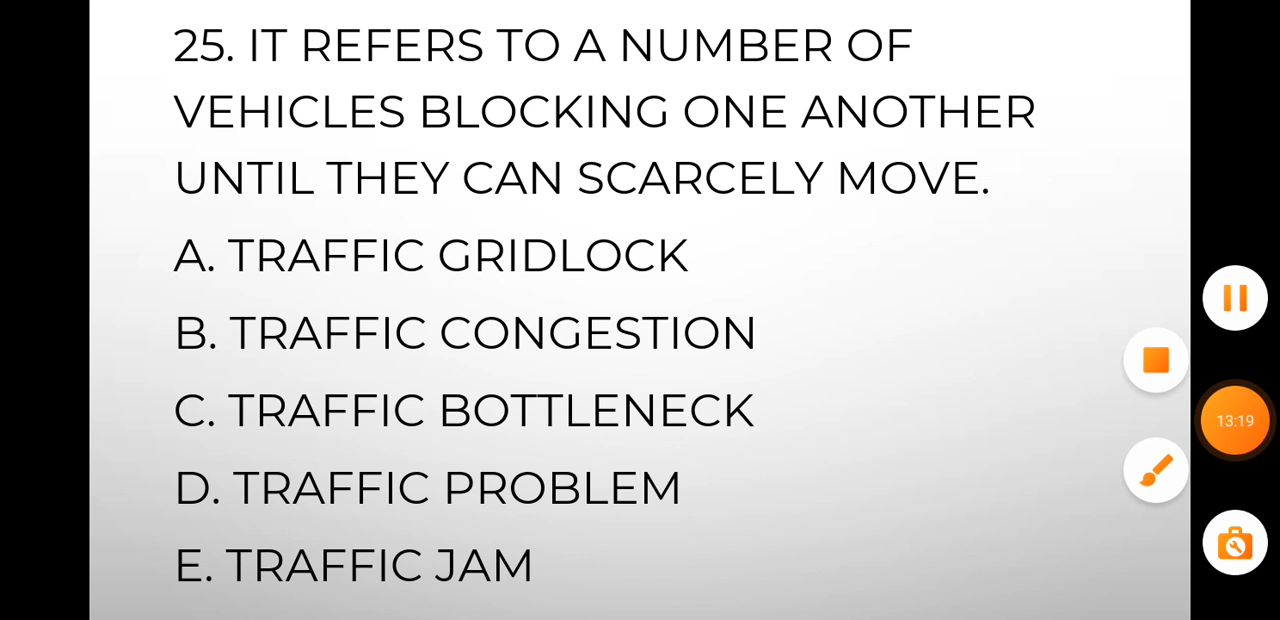 25. IT REFERS TO A NUMBER OF
VEHICLES BLOCKING ONE ANOTHER
UNTIL THEY CAN SCARCELY MOVE.
A. TRAFFIC GRIDLOCK
B. TRAFFIC CONGESTION
C. TRAFFIC BOTTLENECK
D. TRAFFIC PROBLEM
E. TRAFFIC JAM
13:19